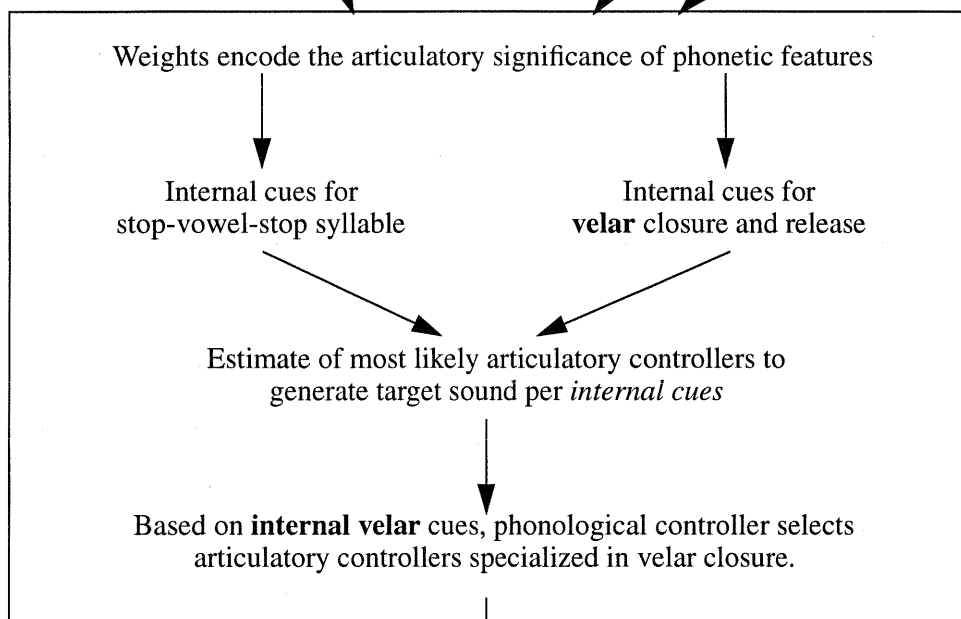 Weights encode the articulatory significance of phonetic features
Internal cues for
stop-vowel-stop syllable
Internal cues for
velar closure and release
Estimate of most likely articulatory controllers to
generate target sound per internal cues
Based on internal velar cues, phonological controller selects
articulatory controllers specialized in velar closure.